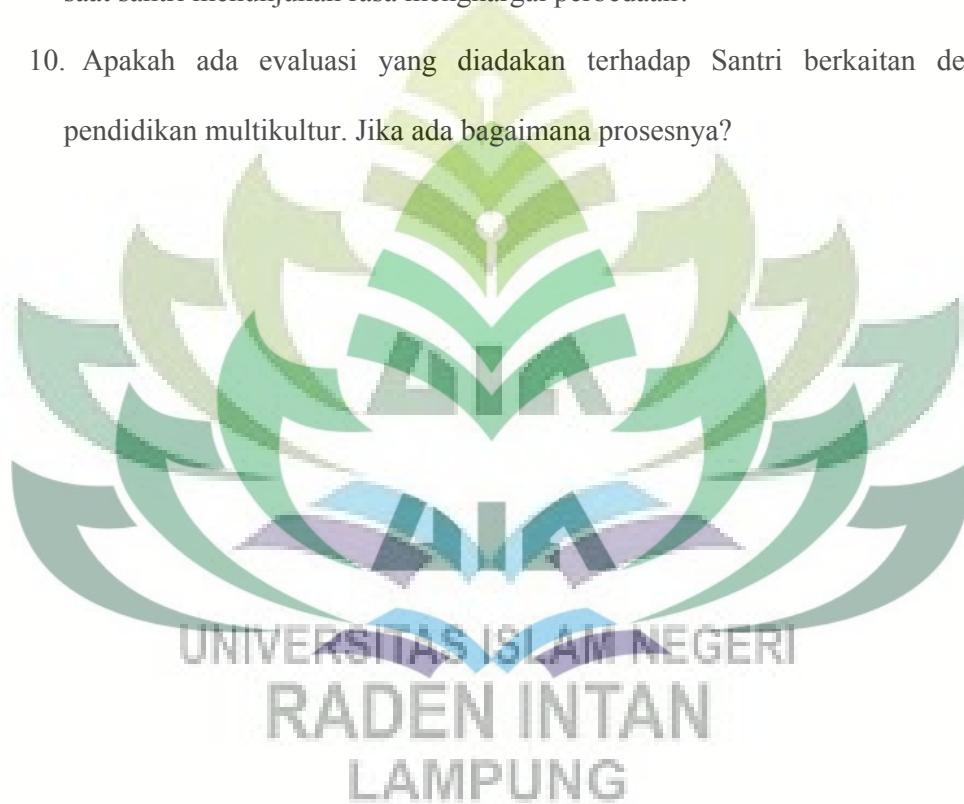 10. Apakah ada evaluasi yang diadakan terhadap Santri berkaitan de
pendidikan multikultur. Jika ada bagaimana prosesnya?
UNIVERSITAS ISLAM NEGERI
RADEN INTAN
LAMPUNG